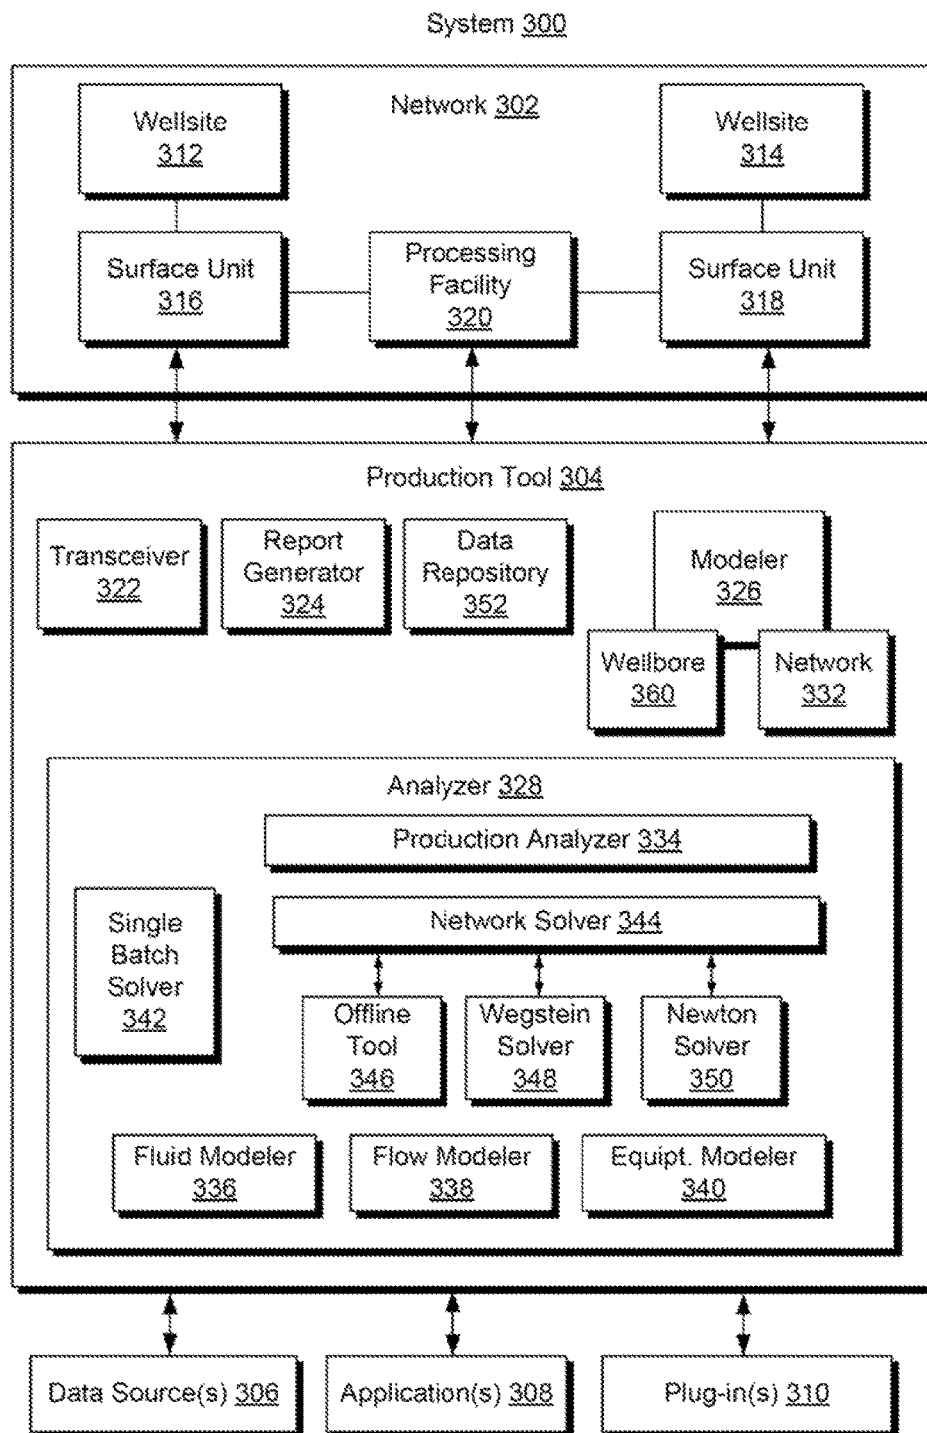 System 300
Network 302
Wellsite
312
Wellsite
314
Surface Unit
316
Processing
Facility
320
Surface Unit
318
Production Tool 304
Transceiver
322
Report
Generator
324
Data
Repository
352
Modeler
326
Wellbore
360
Network
332
Analyzer 328
Production Analyzer 334
Single
Batch
Solver
342
Network Solver 344
Offline
Tool
346
Wegstein
Solver
348
Newton
Solver
350
Fluid Modeler
336
Flow Modeler
338
Equipt. Modeler
340
Data Source(s) 306
Application(s) 308
Plug-in(s) 310